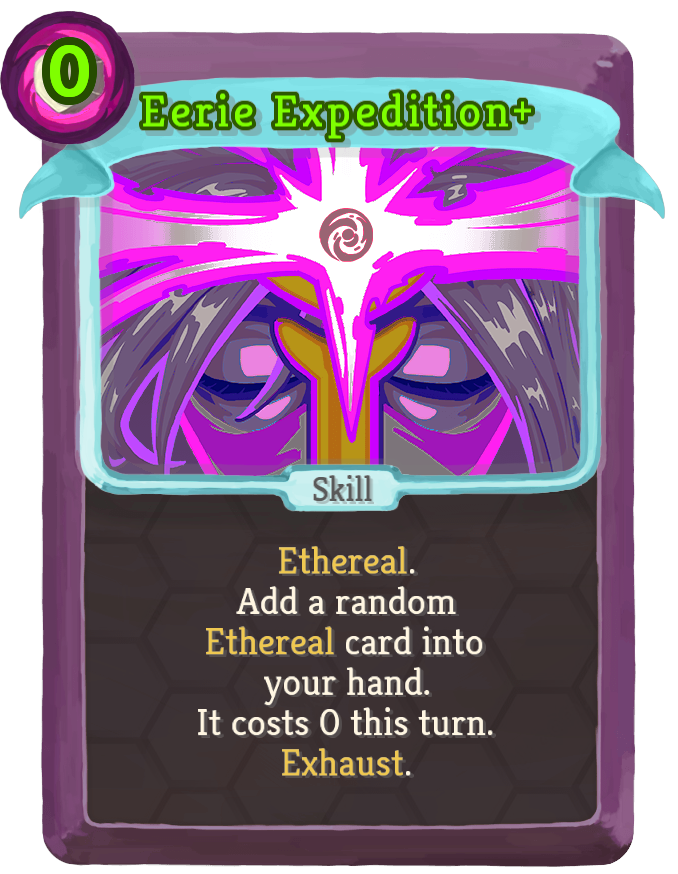 0
Eerie Expedition+
Skill
Ethereal.
Add a random
Ethereal card into
your hand.
It costs 0 this turn.
Exhaust.